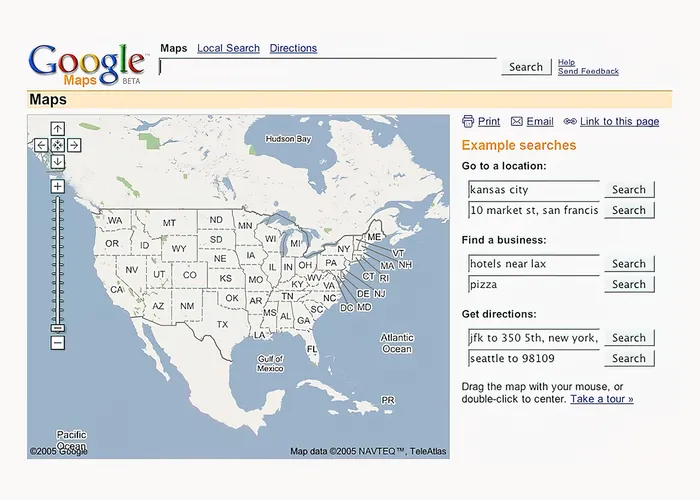 Google™
Maps BETA
Maps Local Search Directions
Search
Help
Send Feedback
Maps
Print Email Link to this page
Example searches
Go to a location:
kansas city Search
10 market st, san francis Search
Find a business:
hotels near lax Search
pizza Search
Get directions:
jfk to 350 5th, new york, Search
seattle to 98109 Search
Drag the map with your mouse, or
double-click to center. Take a tour »
Hudson Bay
WA MT ND MN ME
OR ID WY SD WI MI NY VT
NV UT CO NE IA IL IN OH PA MA NH
CA KS MO KY WV VA CT RI
AZ NM OK AR TN NC DE NJ
TX MS AL GA SC DC MD
LA FL
Atlantic
Ocean
Gulf of
Mexico
PR
Pacific
Ocean
©2005 Google
Map data ©2005 NAVTEQ™, TeleAtlas